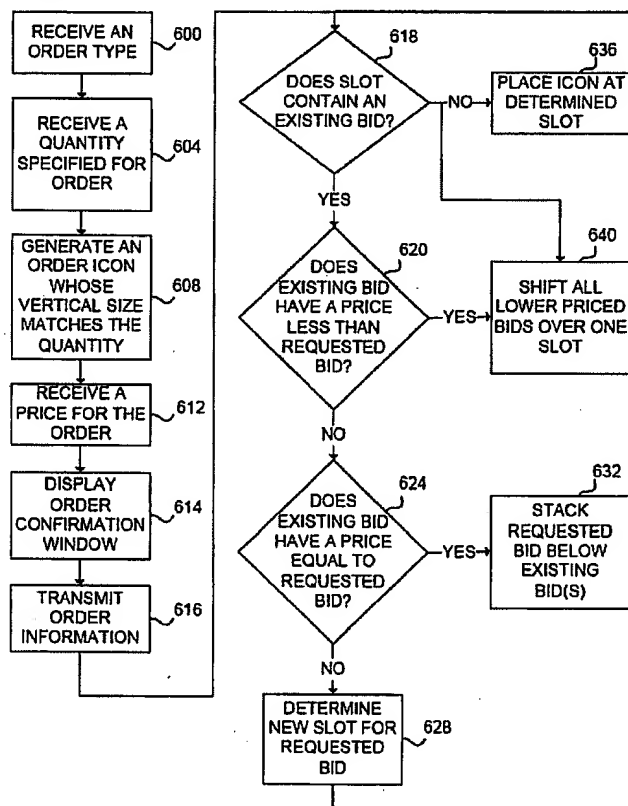 RECEIVE AN
ORDER TYPE
600
RECEIVE A
QUANTITY
SPECIFIED FOR
ORDER
604
GENERATE AN
ORDER ICON
WHOSE
VERTICAL SIZE
MATCHES THE
QUANTITY
608
RECEIVE A
PRICE FOR THE
ORDER
612
DISPLAY
ORDER
CONFIRMATION
WINDOW
614
TRANSMIT
ORDER
INFORMATION
616
618
DOES SLOT
CONTAIN AN
EXISTING BID?
NO
636
PLACE ICON AT
DETERMINED
SLOT
YES
620
DOES
EXISTING BID
HAVE A PRICE
LESS THAN
REQUESTED
BID?
YES
640
SHIFT ALL
LOWER PRICED
BIDS OVER ONE
SLOT
NO
624
DOES
EXISTING BID
HAVE A PRICE
EQUAL TO
REQUESTED
BID?
YES
632
STACK
REQUESTED
BID BELOW
EXISTING
BID(S)
NO
DETERMINE
NEW SLOT FOR
REQUESTED
BID
628